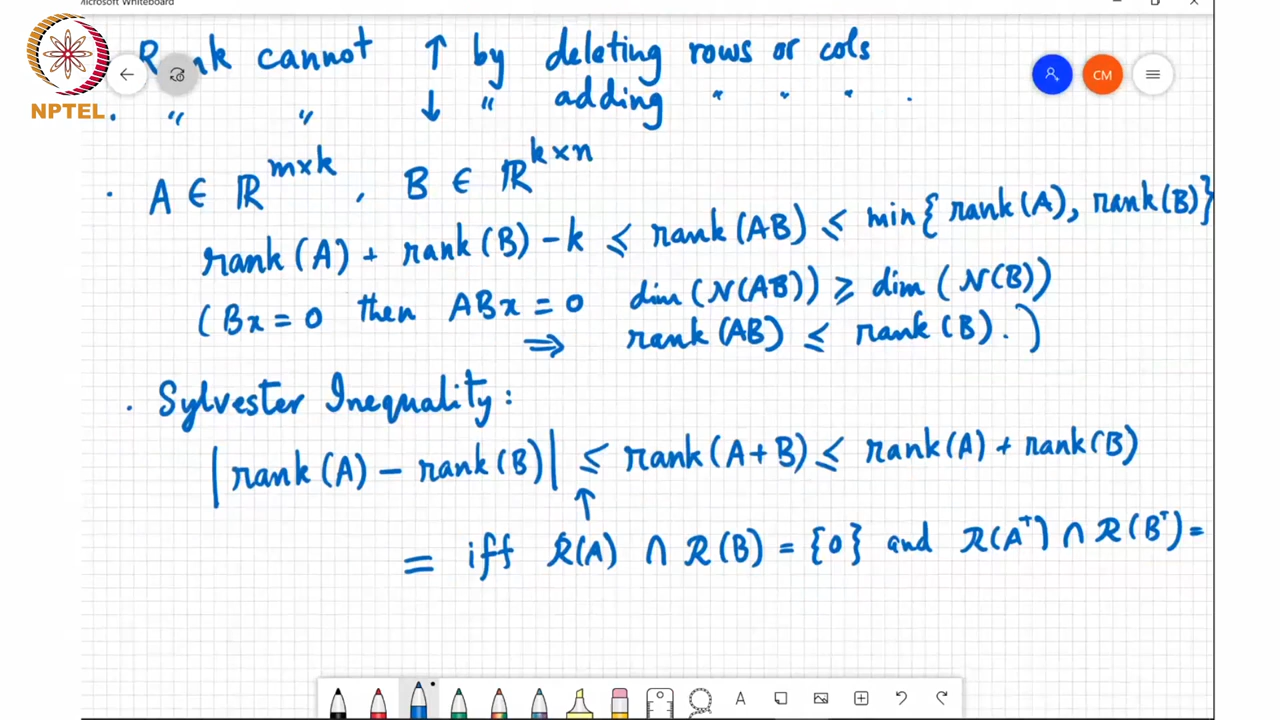 Microsoft Whiteboard
NPTEL
CM
Rank cannot ↑ by deleting rows or cols
· " " ↓ " adding " " " .
· A ∈ ℝ^{m×k} , B ∈ ℝ^{k×n}
rank(A) + rank(B) - k ≤ rank(AB) ≤ min{rank(A), rank(B)}
(Bx = 0 then ABx = 0 dim(N(AB)) ≥ dim(N(B))
⇒ rank(AB) ≤ rank(B).)
· Sylvester Inequality:
|rank(A) - rank(B)| ≤ rank(A+B) ≤ rank(A) + rank(B)
↑
= iff R(A) ∩ R(B) = {0} and R(A^T) ∩ R(B^T) =
A